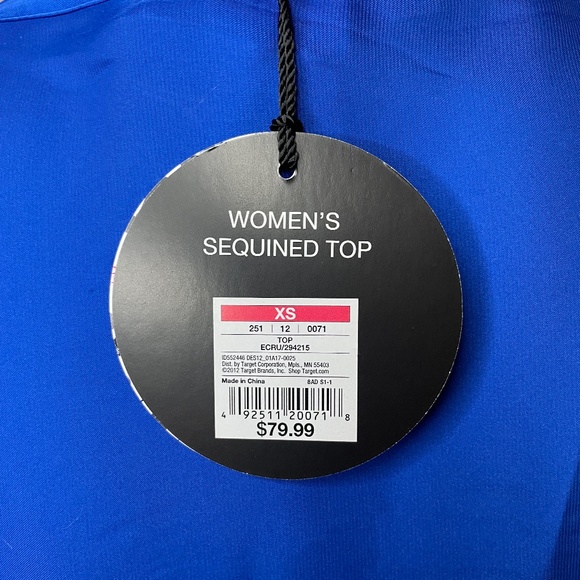 WOMEN'S
SEQUINED TOP
XS
251 | 12 | 0071
TOP
ECRU/294215
ID552446 DES12_01A17-0025
Dist. by Target Corporation, Mpls., MN 55403
©2012 Target Brands, Inc. Shop Target.com
Made in China 8AD S1-1
4 92511 20071 8
$79.99